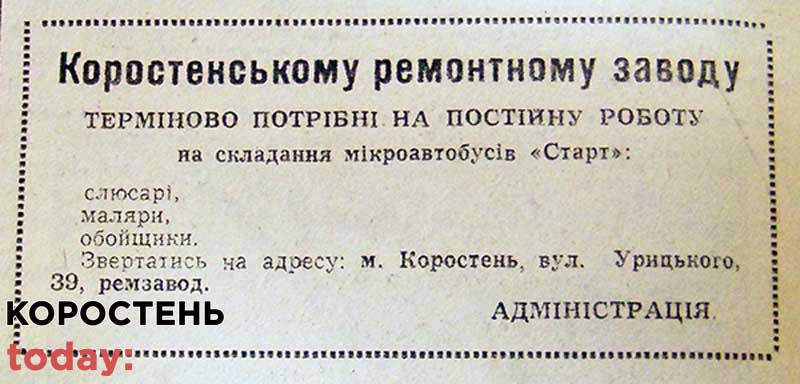 Коростенському ремонтному заводу
ТЕРМІНОВО ПОТРІБНІ НА ПОСТІЙНУ РОБОТУ
на складання мікроавтобусів «Старт»:
слюсарі,
маляри,
обойщики.
Звертатись на адресу: м. Коростень, вул. Урицького,
39, ремзавод.
АДМІНІСТРАЦІЯ.
КОРОСТЕНЬ
today: